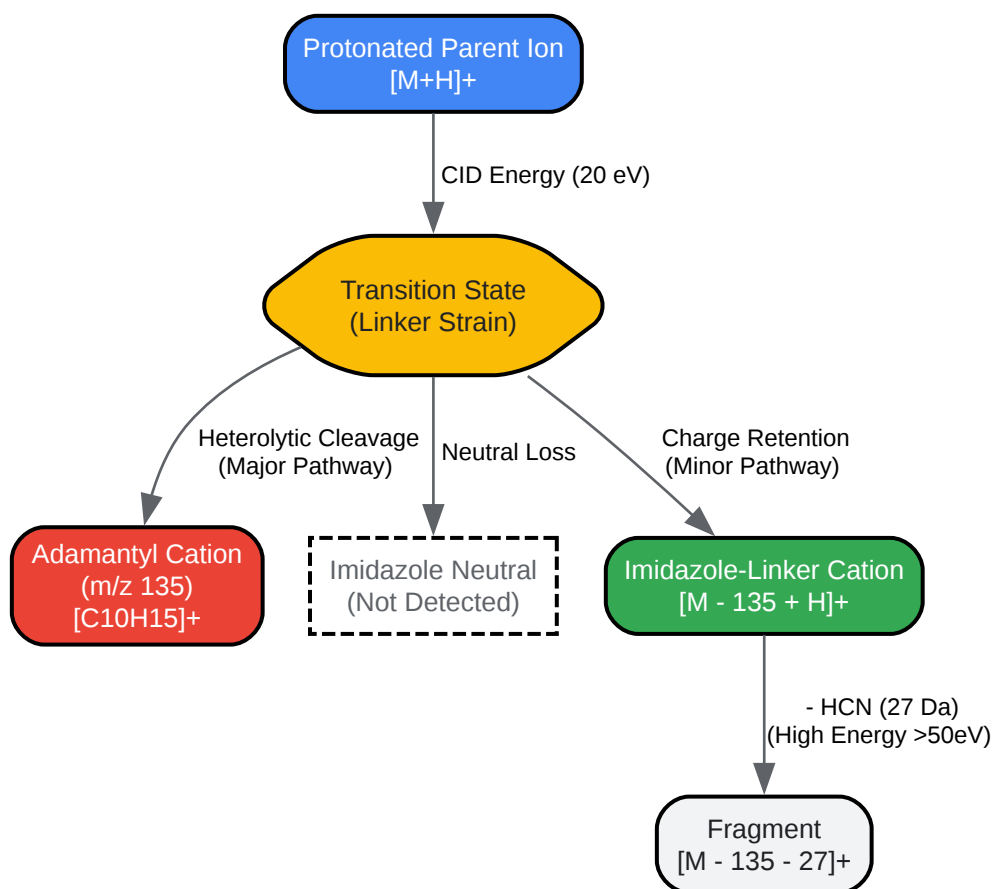 Protonated Parent Ion
[M+H]+
CID Energy (20 eV)
Transition State
(Linker Strain)
Heterolytic Cleavage
(Major Pathway)
Neutral Loss
Charge Retention
(Minor Pathway)
Adamantyl Cation
(m/z 135)
[C10H15]+
Imidazole Neutral
(Not Detected)
Imidazole-Linker Cation
[M - 135 + H]+
- HCN (27 Da)
(High Energy >50eV)
Fragment
[M - 135 - 27]+